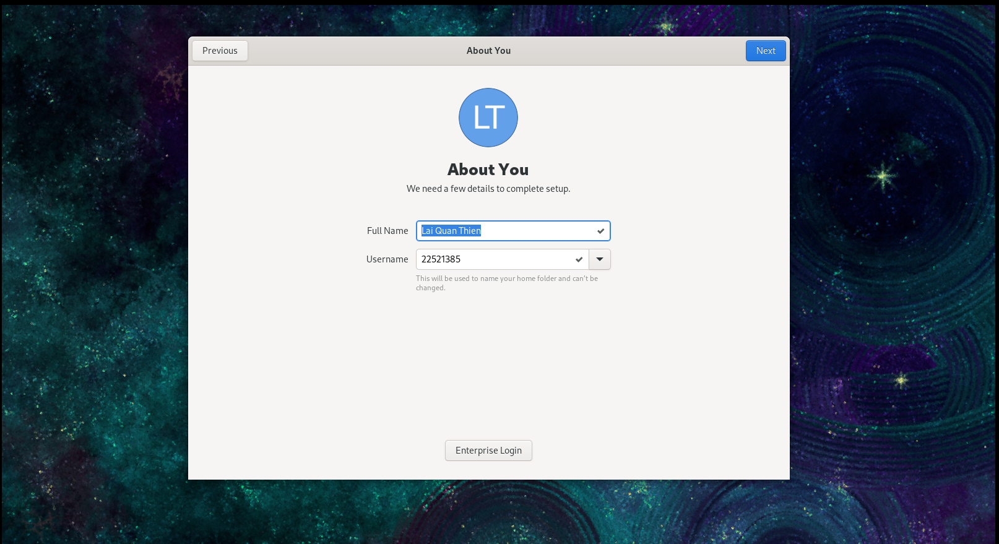 Previous
About You
Next
LT
About You
We need a few details to complete setup.
Full Name
Lai Quan Thien
Username
22521385
This will be used to name your home folder and can't be
changed.
Enterprise Login